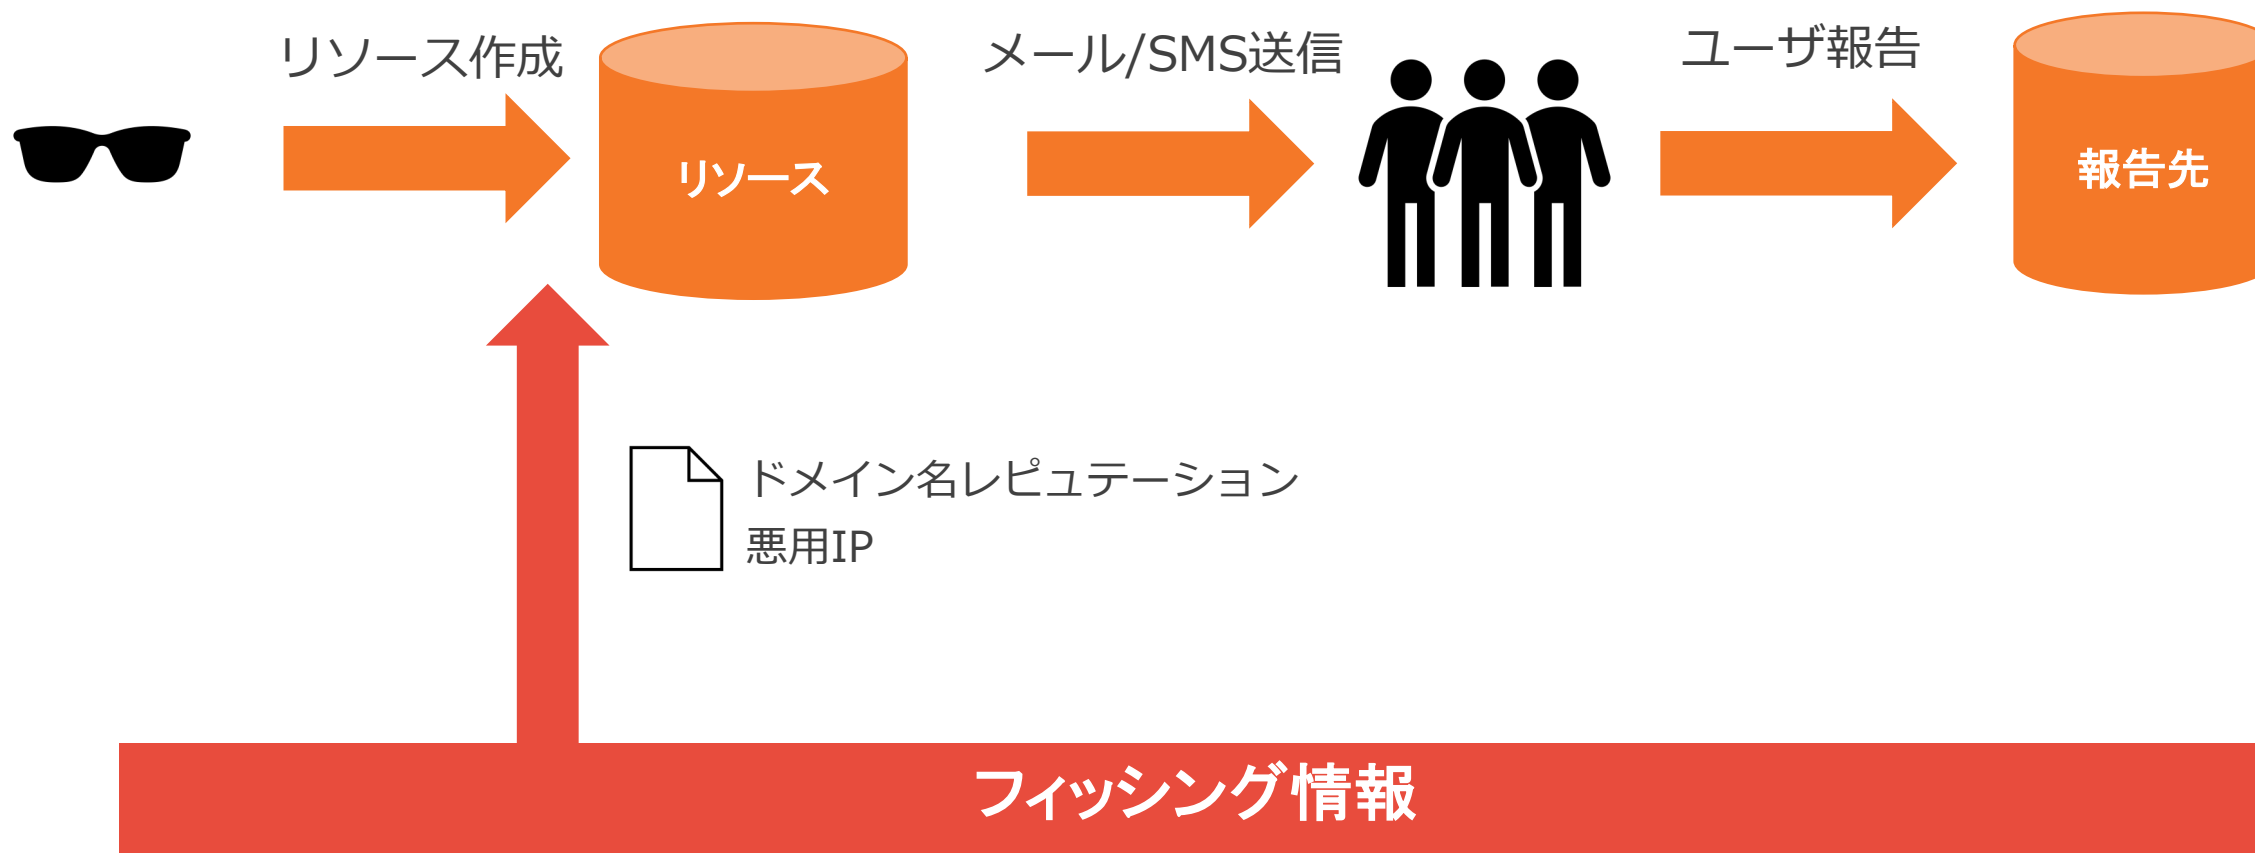 リソース作成
リソース
メール/SMS送信
ユーザ報告
報告先
ドメイン名レピュテーション
悪用IP
フィッシング情報